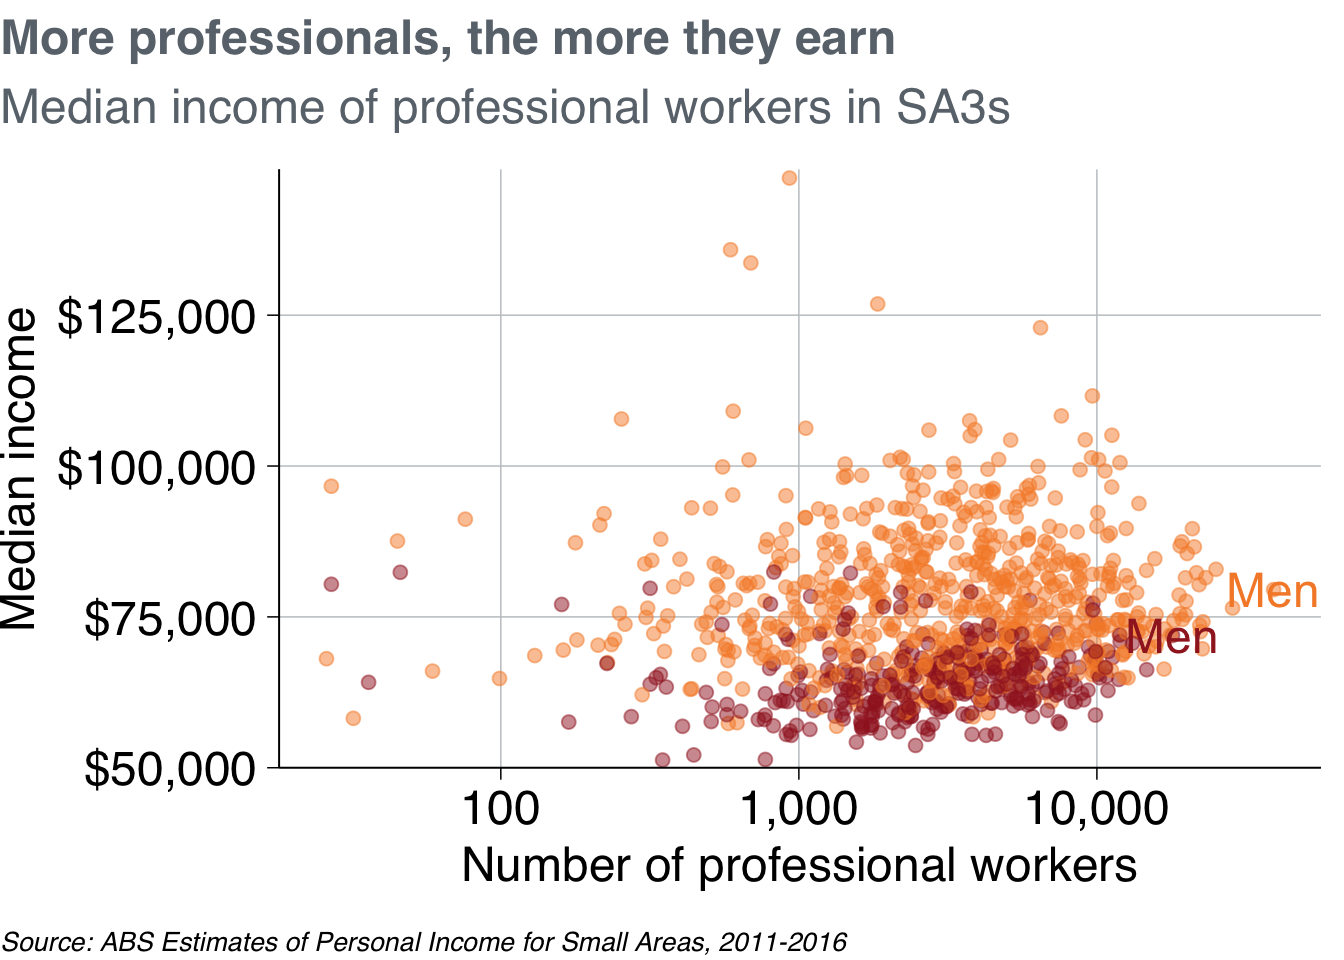 More professionals, the more they earn
Median income of professional workers in SA3s
Median income
$125,000
$100,000
$75,000
$50,000
Men
Men
100
1,000
10,000
Number of professional workers
Source: ABS Estimates of Personal Income for Small Areas, 2011-2016